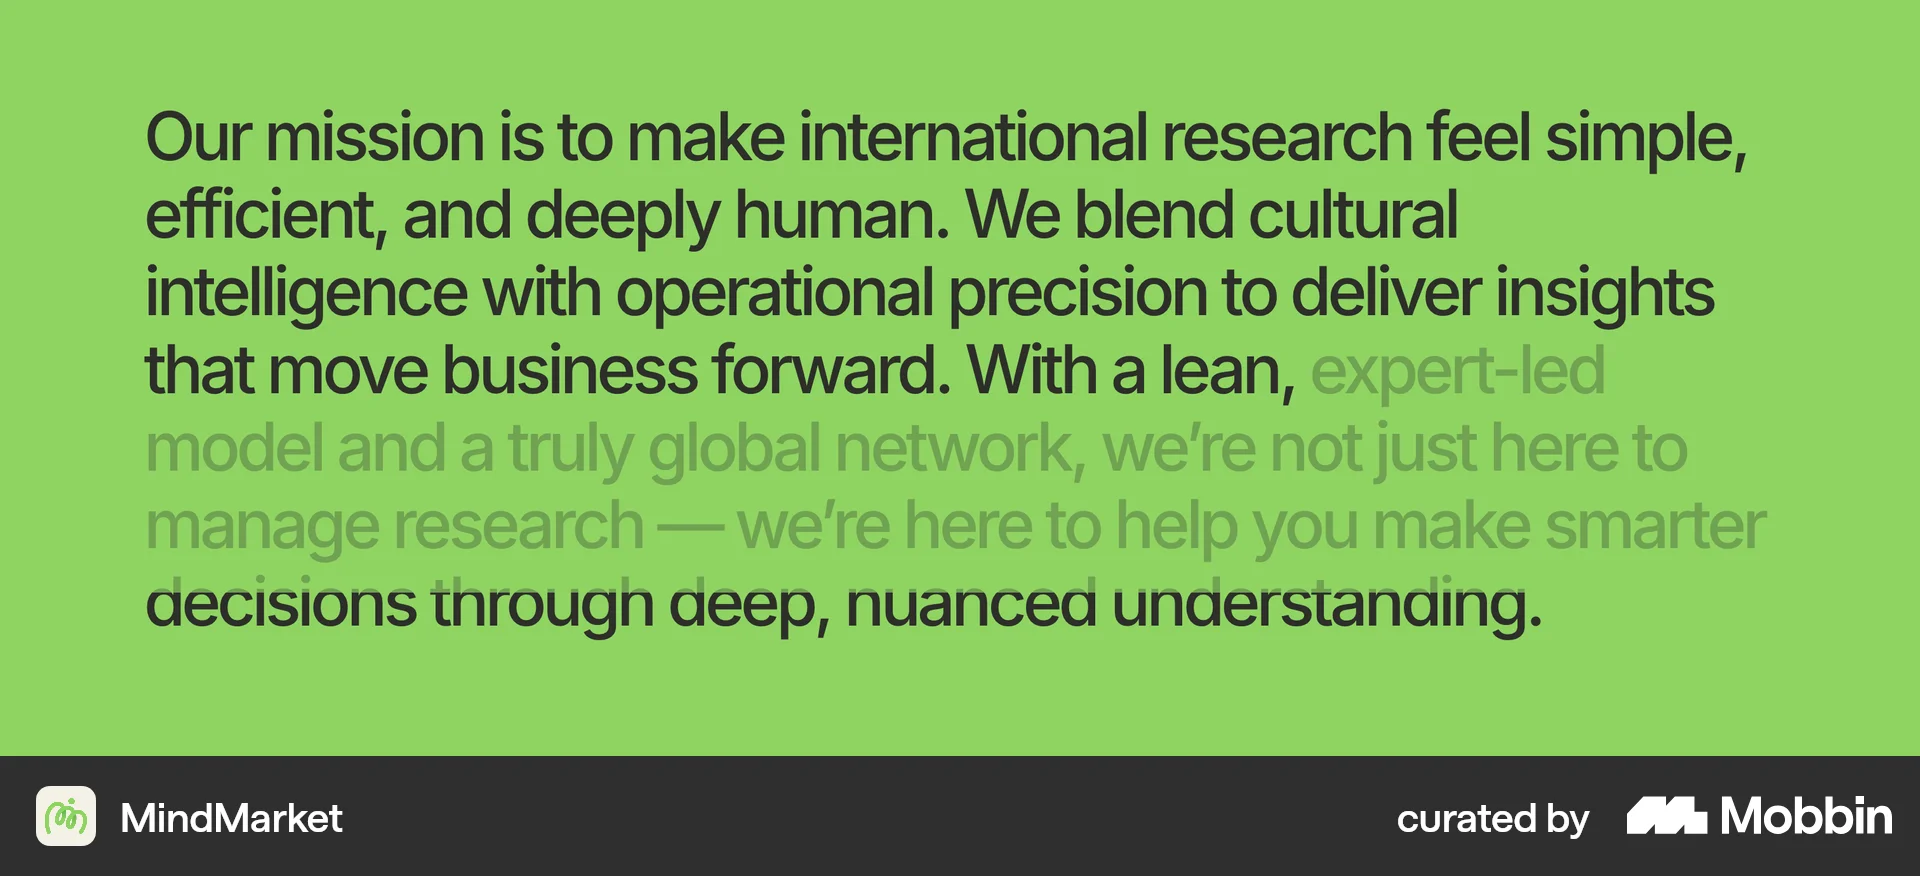 Our mission is to make international research feel simple,
efficient, and deeply human. We blend cultural
intelligence with operational precision to deliver insights
that move business forward. With a lean, expert-led
model and a truly global network, we’re not just here to
manage research — we’re here to help you make smarter
decisions through deep, nuanced understanding.
MindMarket
curated by Mobbin